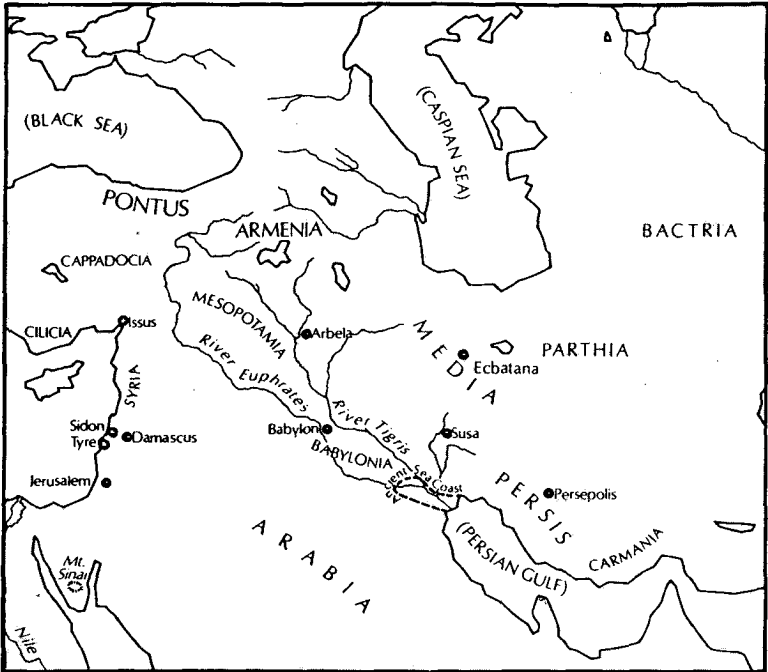 (BLACK SEA)
(CASPIAN SEA)
PONTUS
ARMENIA
BACTRIA
CAPPADOCIA
MESOPOTAMIA
CILICIA
Issus
Arbela
MEDIA
PARTHIA
Ecbatana
River Euphrates
SYRIA
River Tigris
Sidon
Tyre
Damascus
Babylon
BABYLONIA
Susa
Jerusalem
Ancient Sea Coast
PERSIS
Persepolis
ARABIA
(PERSIAN GULF)
CARMANIA
Mt.
Sinai
Nile